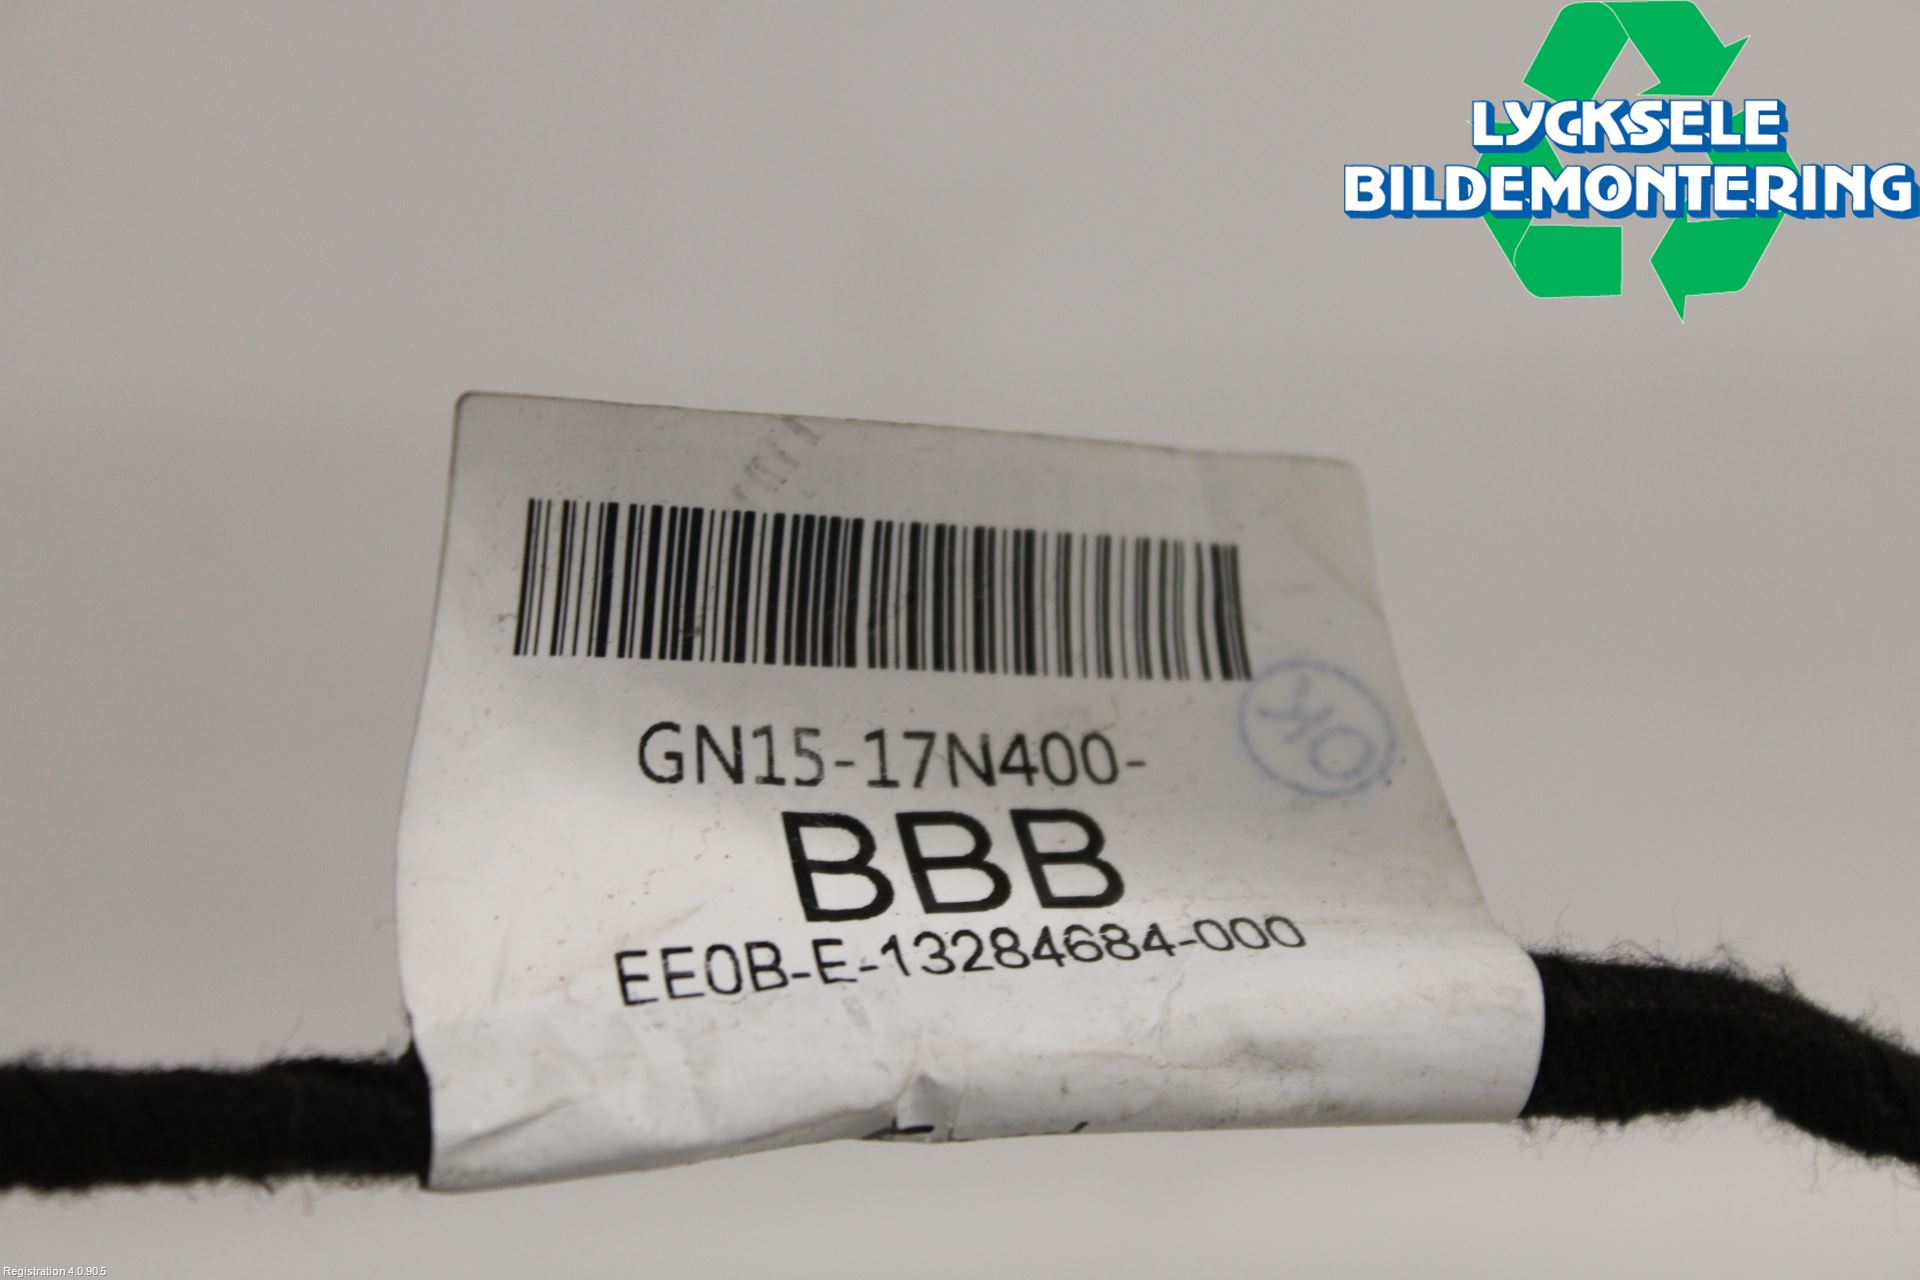 LYCKSELE
BILDEMONTERING
GN15-17N400-
BBB
EE0B-E-13284684-000
OK
Registration 4.0.90.5